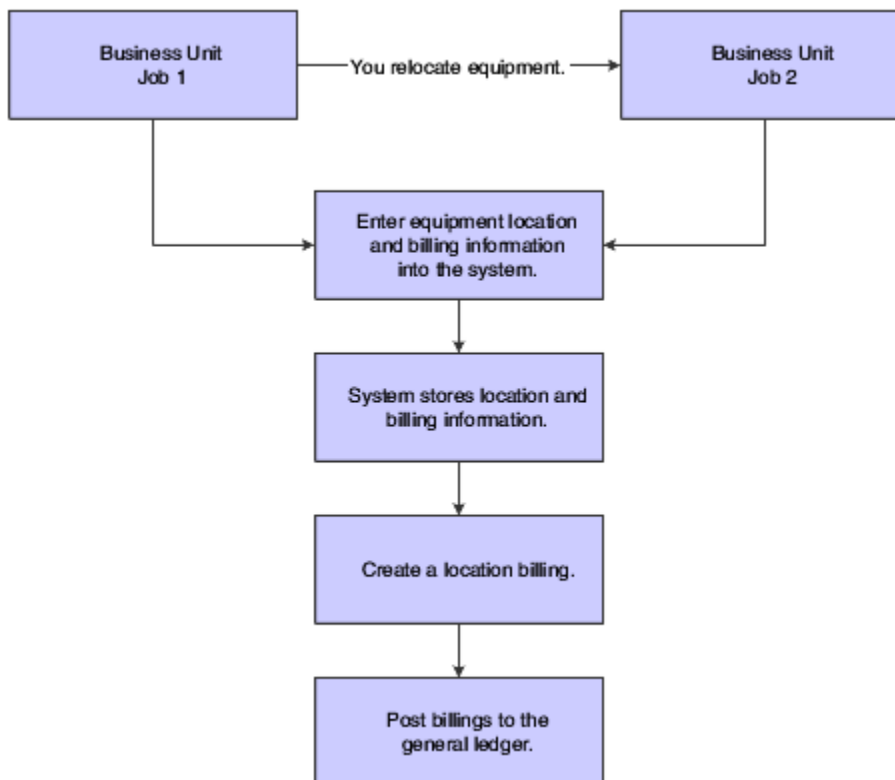 Business Unit
Job 1
You relocate equipment.
Business Unit
Job 2
Enter equipment location
and billing information
into the system.
System stores location and
billing information.
Create a location billing.
Post billings to the
general ledger.